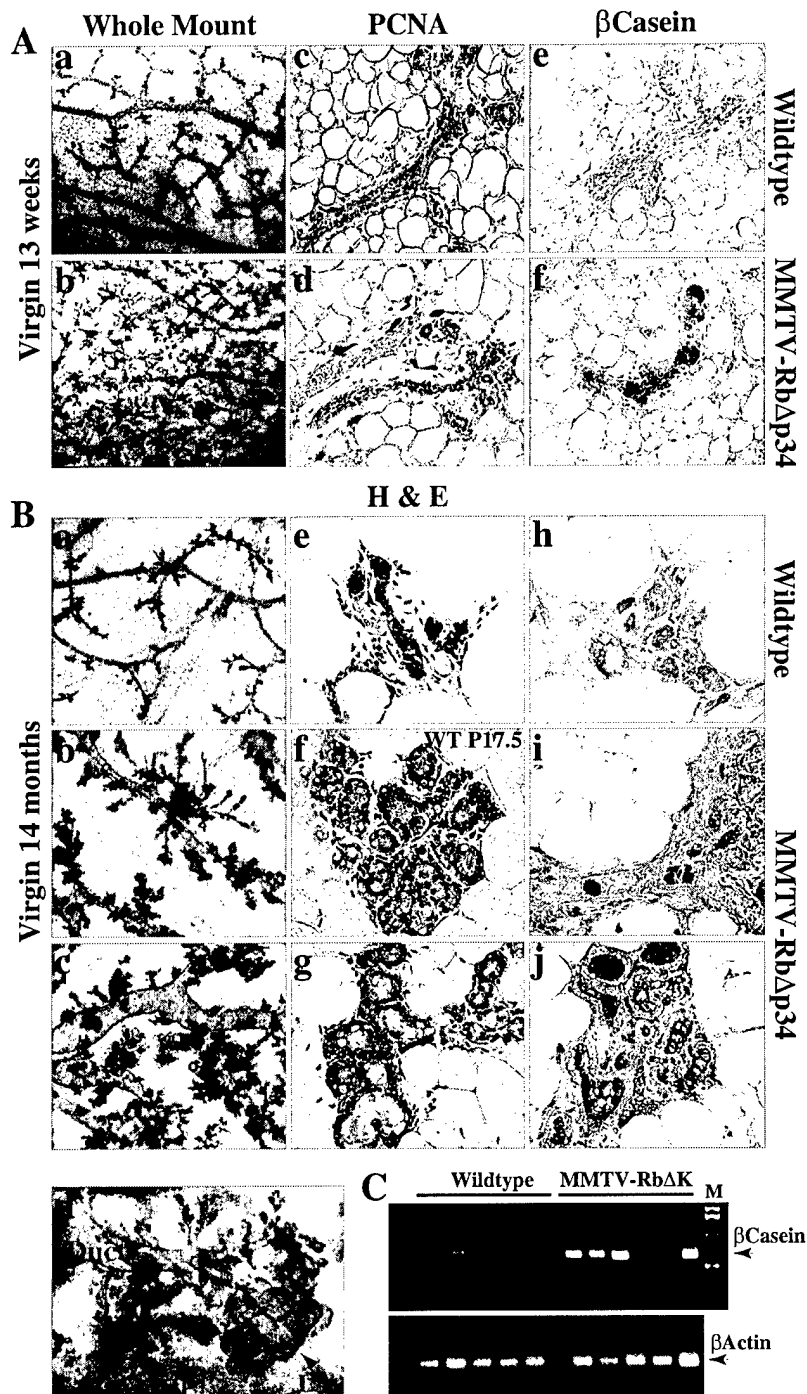 Whole Mount PCNA βCasein
A
a c e
Wildtype
Virgin 13 weeks
b d f
MMTV-RbΔp34
H & E
B
a e h
Wildtype
b f WT P17.5 i
Virgin 14 months
MMTV-RbΔp34
c g j
C
Wildtype MMTV-RbΔK M
βCasein
βActin